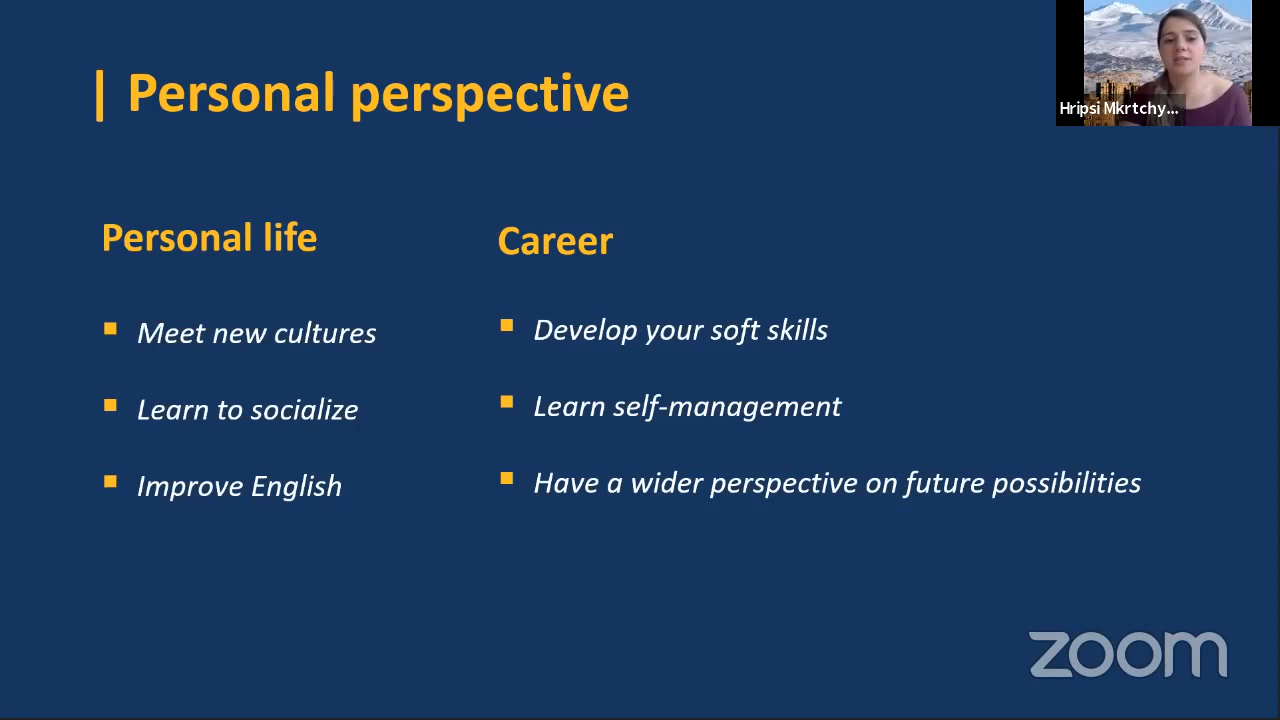 | Personal perspective
Hripsi Mkrtchy...
Personal life
Meet new cultures
Learn to socialize
Improve English
Career
Develop your soft skills
Learn self-management
Have a wider perspective on future possibilities
zoom